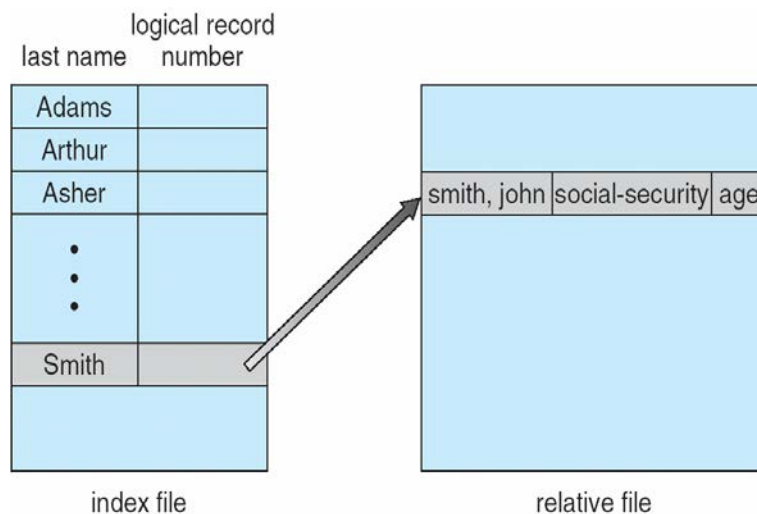 logical record
last name number
Adams
Arthur
Asher
Smith
smith, john social-security age
index file relative file